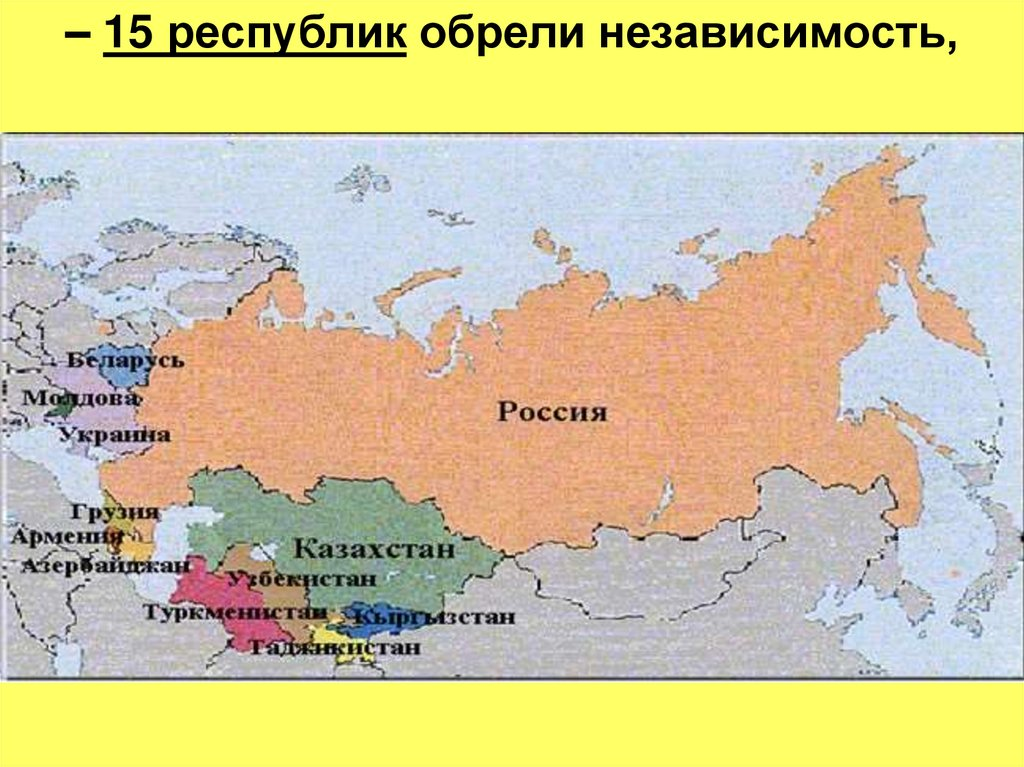 – 15 республик обрели независимость,
Беларусь
Молдова
Россия
Украина
Грузия
Армения
Казахстан
Азербайджан
Узбекистан
Туркменистан
Кыргызстан
Таджикистан